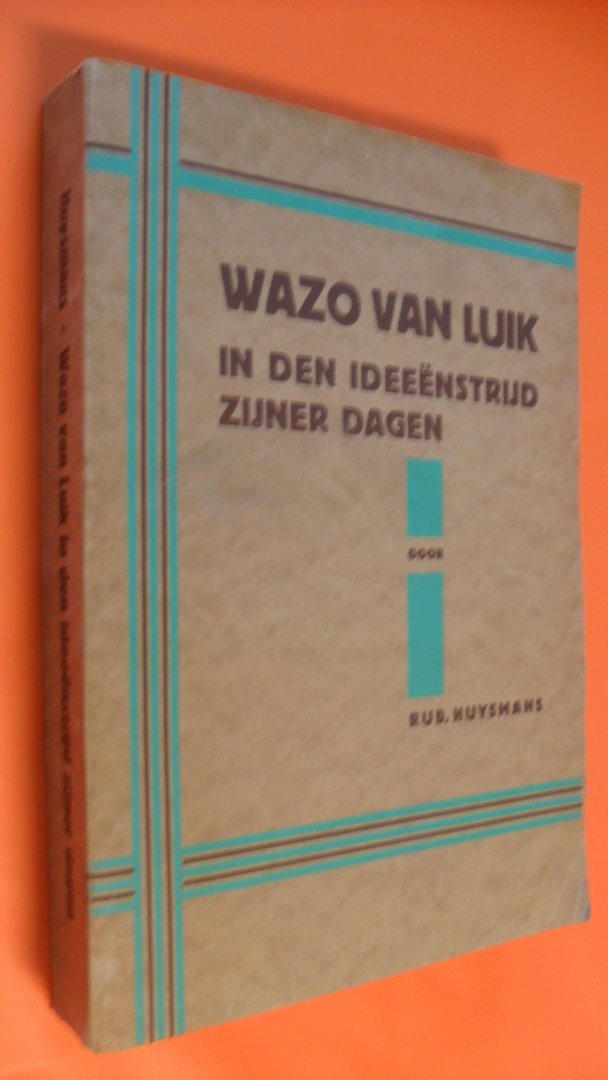 WAZO VAN LUIK
IN DEN IDEEËNSTRIJD
ZIJNER DAGEN
DOOR
RUD. HUYSMANS
Huysmans - Wazo van Luik in den ideeënstrijd zijner dagen